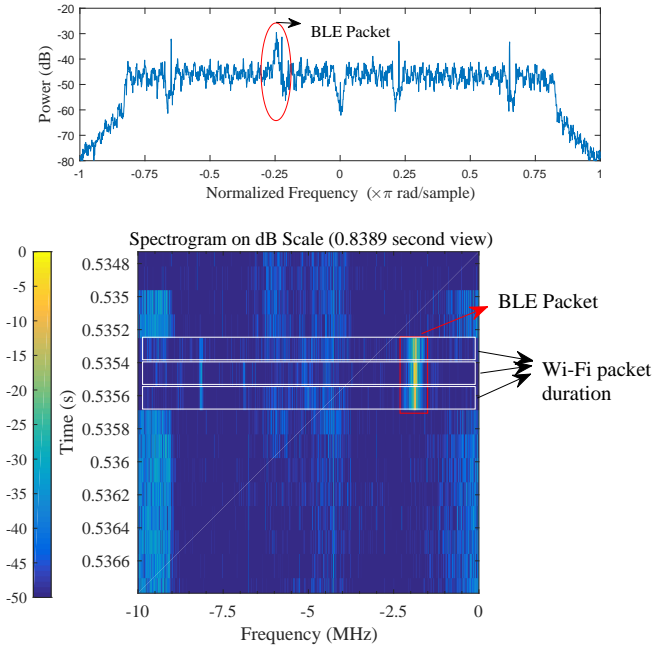 -20
BLE Packet
-30
-40
-50
-60
-70
-80
Power (dB)
-1 -0.75 -0.5 -0.25 0 0.25 0.5 0.75 1
Normalized Frequency (×π rad/sample)
Spectrogram on dB Scale (0.8389 second view)
0
-5
-10
-15
-20
-25
-30
-35
-40
-45
-50
Time (s)
0.5348
0.535
0.5352
0.5354
0.5356
0.5358
0.536
0.5362
0.5364
0.5366
BLE Packet
Wi-Fi packet
duration
-10 -7.5 -5 -2.5 0
Frequency (MHz)